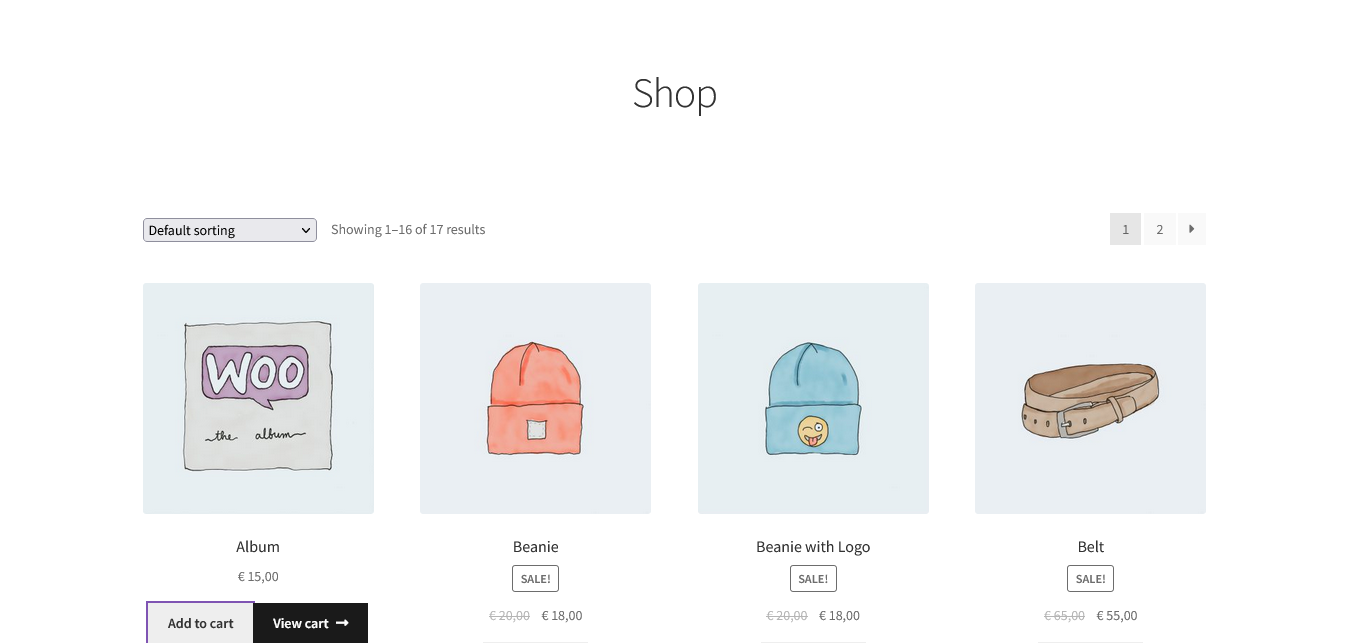 Shop
Default sorting
Showing 1–16 of 17 results
1 2
WOO
the album
Album
€ 15,00
Add to cart
View cart
Beanie
SALE!
€ 20,00 € 18,00
Beanie with Logo
SALE!
€ 20,00 € 18,00
Belt
SALE!
€ 65,00 € 55,00